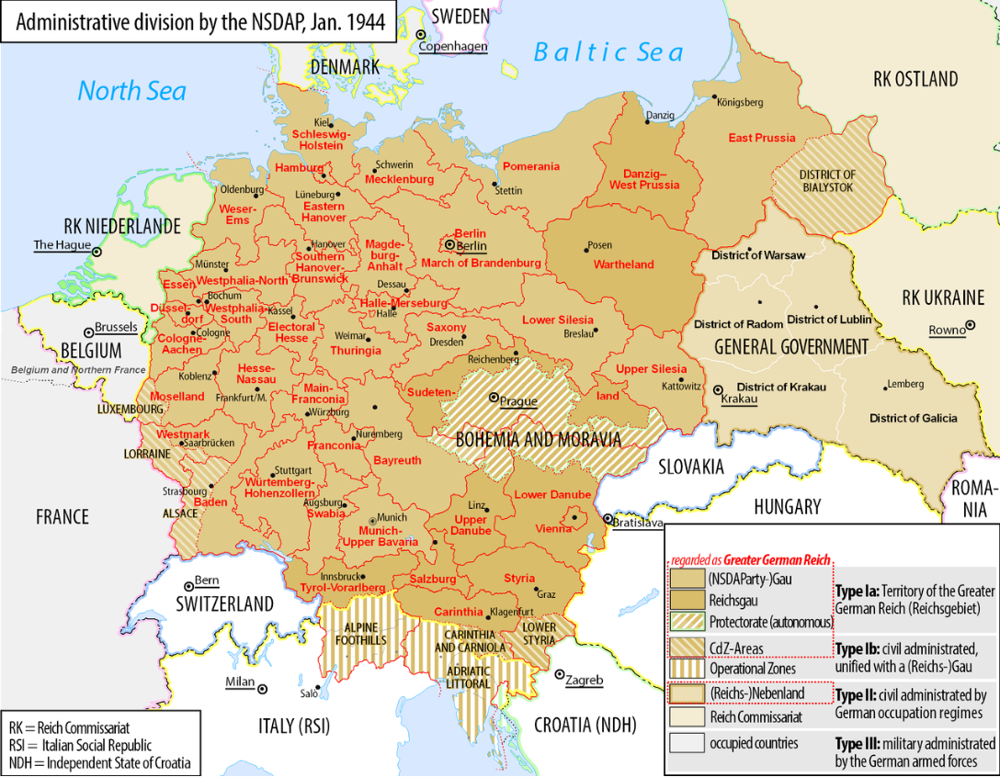 Administrative division by the NSDAP, Jan. 1944
SWEDEN
Copenhagen
DENMARK
Baltic Sea
North Sea
RK OSTLAND
Königsberg
Danzig
Kiel
Schleswig-
Holstein
East Prussia
Hamburg
Schwerin
Mecklenburg
Pomerania
Stettin
Danzig–
West Prussia
DISTRICT OF
BIALYSTOK
Oldenburg
Weser-
Ems
Lüneburg
Eastern
Hanover
RK NIEDERLANDE
The Hague
Hanover
Southern
Hanover-
Brunswick
Magde-
burg-
Anhalt
Berlin
Berlin
March of Brandenburg
Posen
Wartheland
District of Warsaw
Münster
Westphalia-North
Essen
Bochum
Düssel-
dorf
Westphalia-
South
Kassel
Electoral
Hesse
Dessau
Halle-Merseburg
Halle
RK UKRAINE
Rowno
Brussels
BELGIUM
Belgium and Northern France
Cologne
Cologne-
Aachen
Weimar
Thuringia
Saxony
Dresden
Lower Silesia
Breslau
District of Radom
District of Lublin
GENERAL GOVERNMENT
Reichenberg
Upper Silesia
Kattowitz
Krakau
District of Krakau
Lemberg
District of Galicia
Koblenz
Hesse-
Nassau
Frankfurt/M.
Main-
Franconia
Würzburg
Moselland
LUXEMBOURG
Sudeten-
land
Prague
BOHEMIA AND MORAVIA
Westmark
Saarbrücken
LORRAINE
Nuremberg
Franconia
Bayreuth
SLOVAKIA
FRANCE
Strasbourg
ALSACE
Baden
Stuttgart
Würtemberg-
Hohenzollern
Augsburg
Swabia
Munich
Munich-
Upper Bavaria
Linz
Upper
Danube
Lower Danube
Vienna
Bratislava
HUNGARY
ROMA-
NIA
Bern
SWITZERLAND
Innsbruck
Tyrol-Vorarlberg
Salzburg
Styria
Graz
Carinthia
Klagenfurt
ALPINE
FOOTHILLS
CARINTHIA
AND CARNIOLA
LOWER
STYRIA
ADRIATIC
LITTORAL
Milan
Salò
Zagreb
ITALY (RSI)
CROATIA (NDH)
RK = Reich Commissariat
RSI = Italian Social Republic
NDH = Independent State of Croatia
regarded as Greater German Reich
(NSDAParty-)Gau
Reichsgau
Protectorate (autonomous)
Type Ia: Territory of the Greater
German Reich (Reichsgebiet)
CdZ-Areas
Operational Zones
Type Ib: civil administrated,
unified with a (Reichs-)Gau
(Reichs-)Nebenland
Reich Commissariat
Type II: civil administrated by
German occupation regimes
occupied countries
Type III: military administrated
by the German armed forces